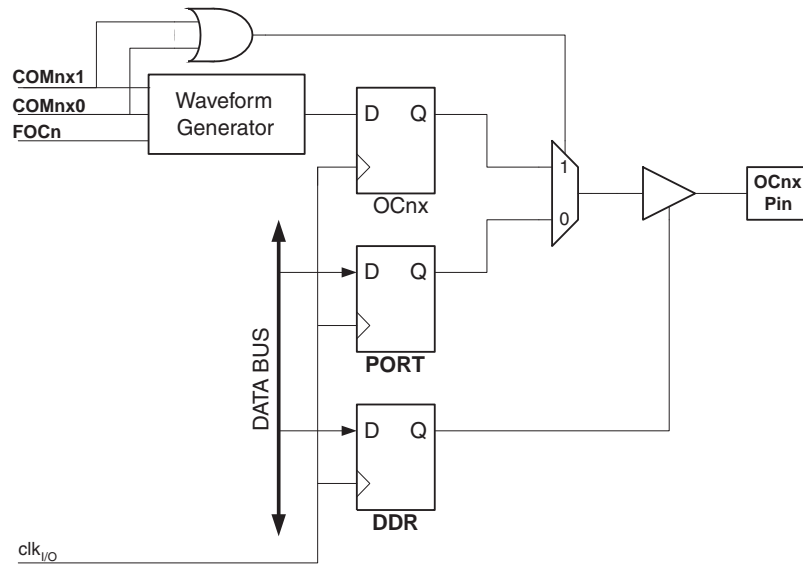 COMnx1
COMnx0
FOCn
Waveform
Generator
D Q
OCnx
1
0
OCnx
Pin
D Q
PORT
DATA BUS
D Q
DDR
clkI/O